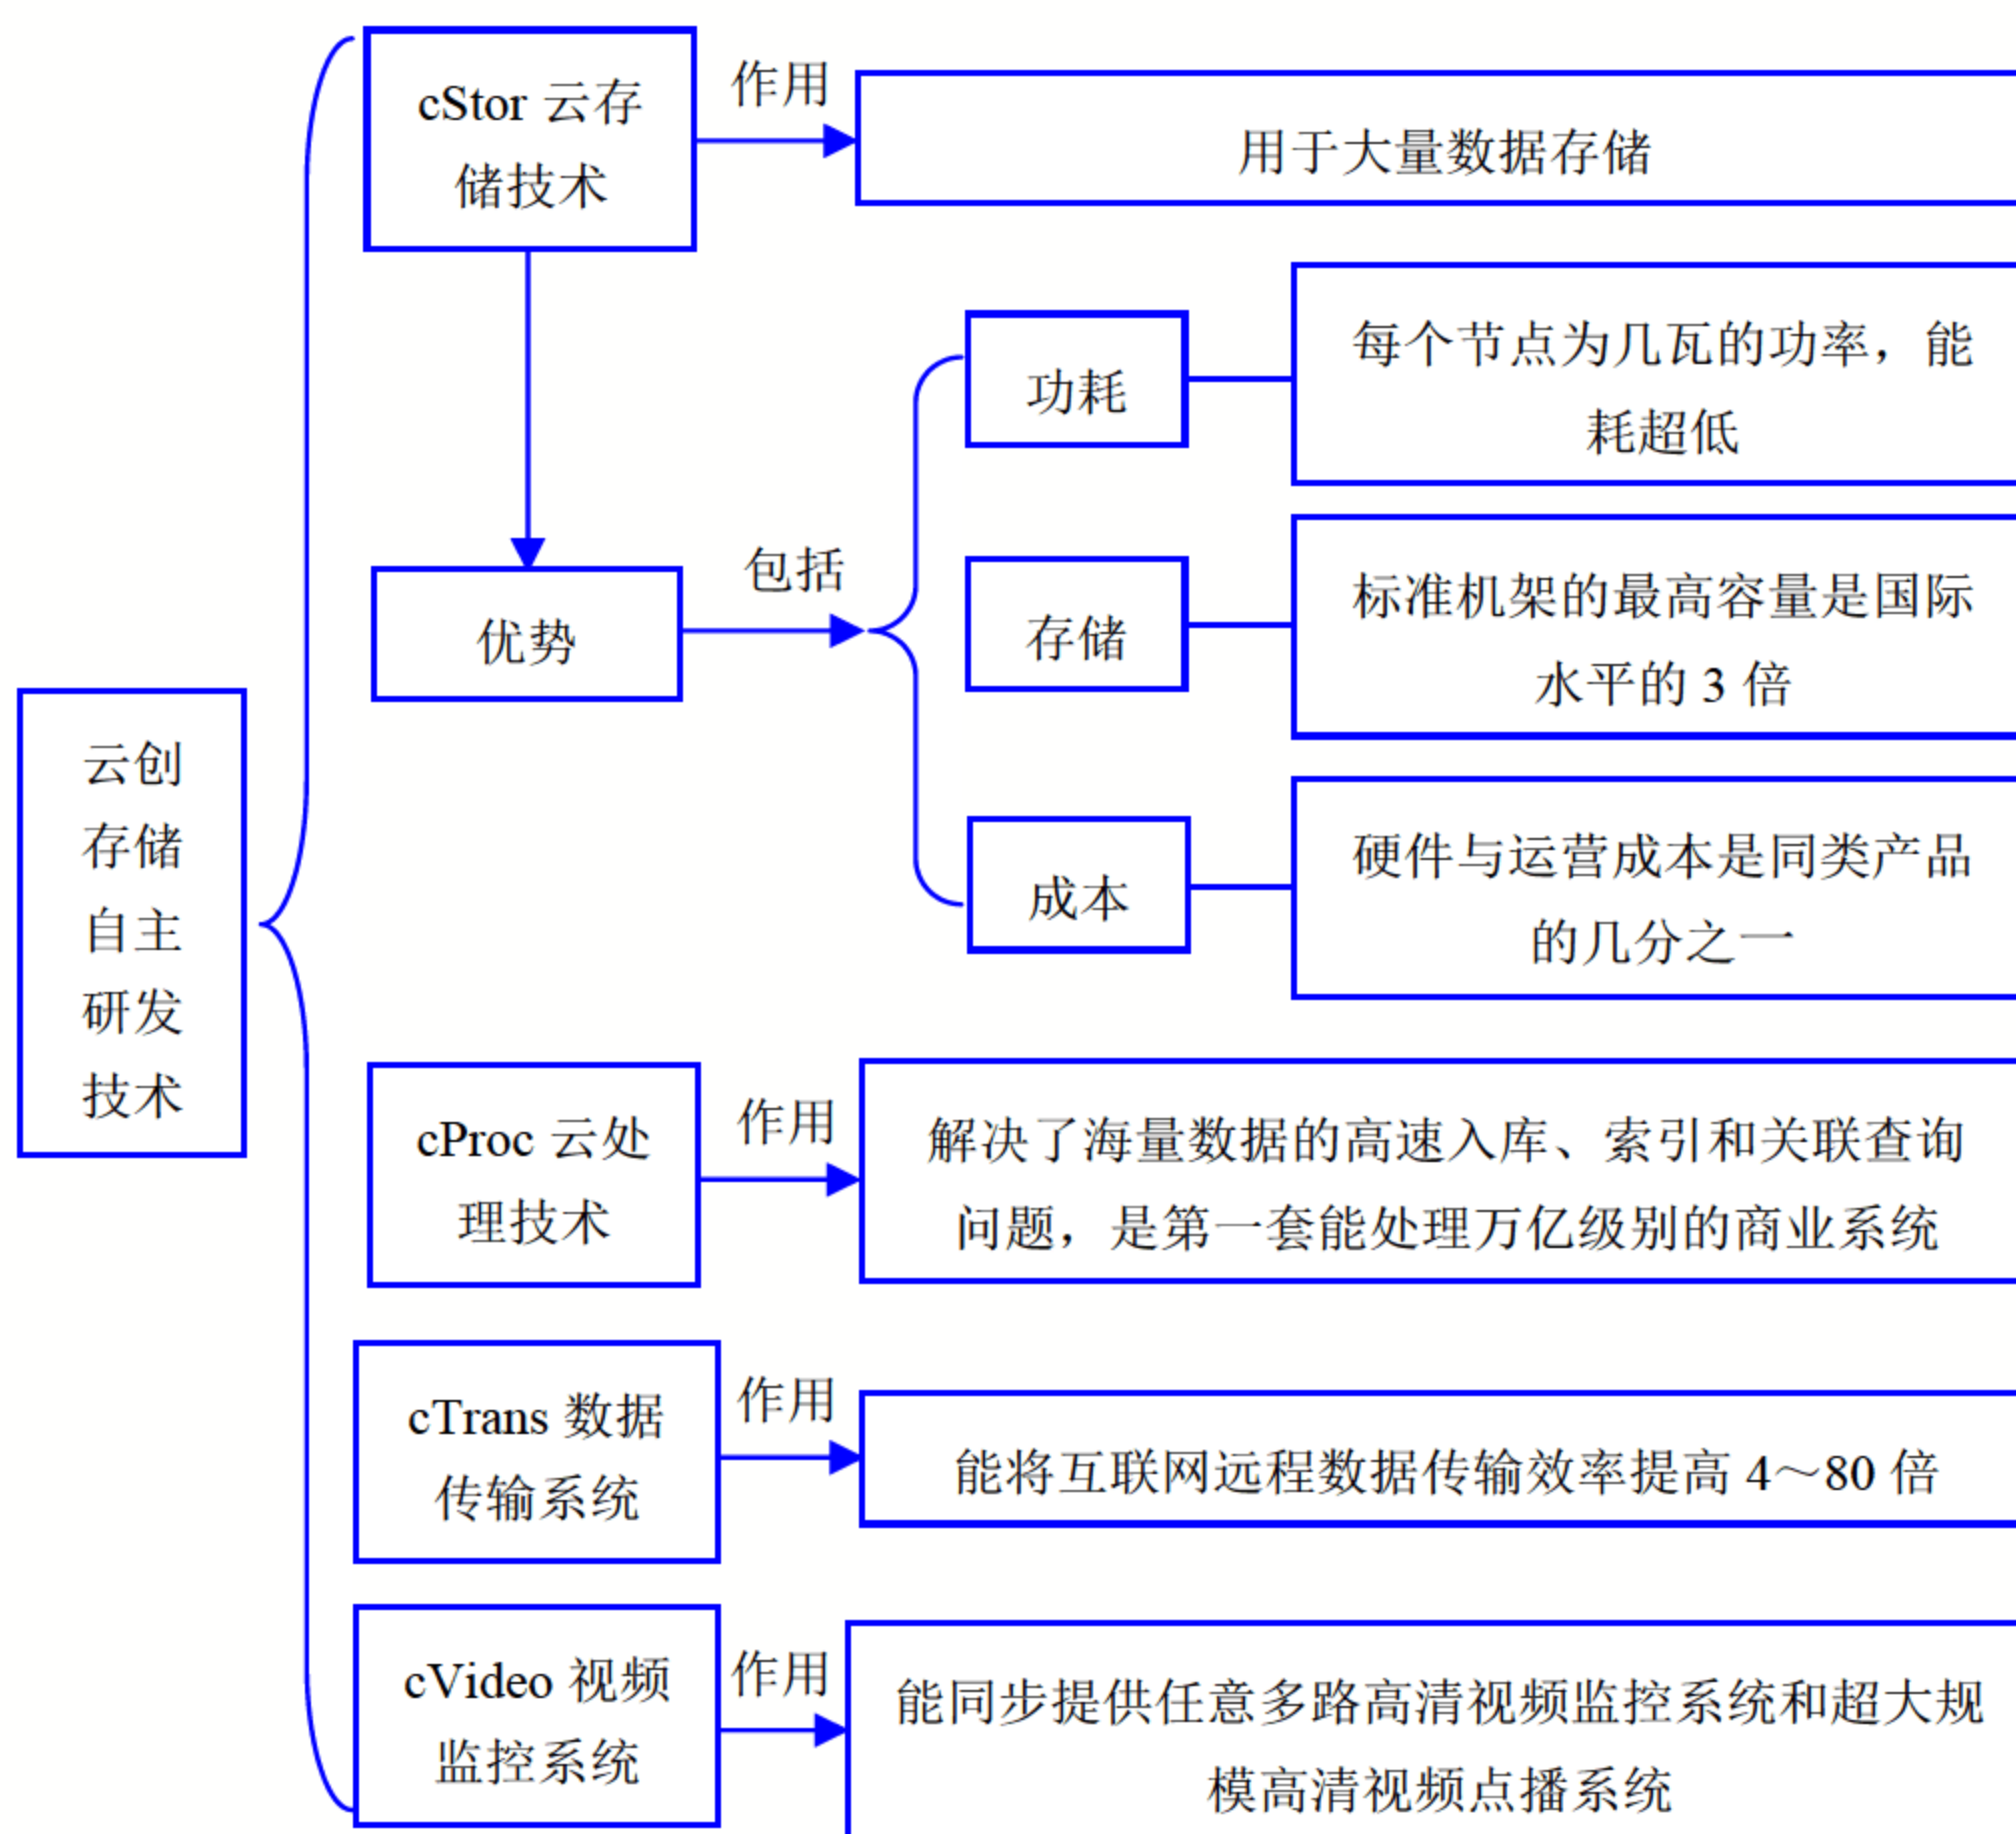 cStor 云存
储技术
作用
用于大量数据存储
功耗
每个节点为几瓦的功率，能
耗超低
优势
包括
存储
标准机架的最高容量是国际
水平的 3 倍
成本
硬件与运营成本是同类产品
的几分之一
云创
存储
自主
研发
技术
cProc 云处
理技术
作用
解决了海量数据的高速入库、索引和关联查询
问题，是第一套能处理万亿级别的商业系统
cTrans 数据
传输系统
作用
能将互联网远程数据传输效率提高 4～80 倍
cVideo 视频
监控系统
作用
能同步提供任意多路高清视频监控系统和超大规
模高清视频点播系统